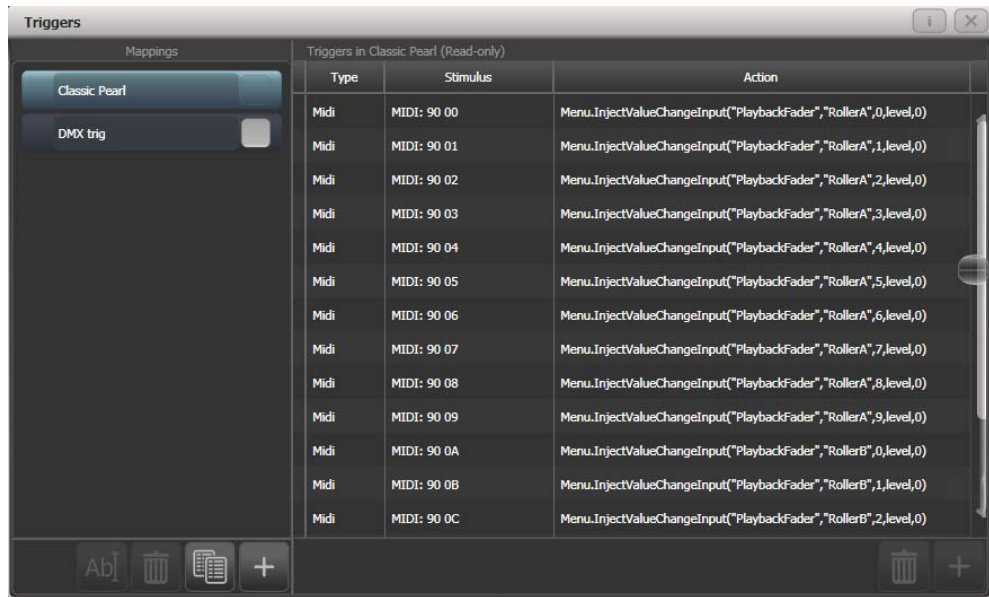 Triggers
i
Mappings
Triggers in Classic Pearl (Read-only)
Classic Pearl
DMX trig
Type Stimulus Action
Midi MIDI: 90 00 Menu.InjectValueChangeInput("PlaybackFader","RollerA",0,level,0)
Midi MIDI: 90 01 Menu.InjectValueChangeInput("PlaybackFader","RollerA",1,level,0)
Midi MIDI: 90 02 Menu.InjectValueChangeInput("PlaybackFader","RollerA",2,level,0)
Midi MIDI: 90 03 Menu.InjectValueChangeInput("PlaybackFader","RollerA",3,level,0)
Midi MIDI: 90 04 Menu.InjectValueChangeInput("PlaybackFader","RollerA",4,level,0)
Midi MIDI: 90 05 Menu.InjectValueChangeInput("PlaybackFader","RollerA",5,level,0)
Midi MIDI: 90 06 Menu.InjectValueChangeInput("PlaybackFader","RollerA",6,level,0)
Midi MIDI: 90 07 Menu.InjectValueChangeInput("PlaybackFader","RollerA",7,level,0)
Midi MIDI: 90 08 Menu.InjectValueChangeInput("PlaybackFader","RollerA",8,level,0)
Midi MIDI: 90 09 Menu.InjectValueChangeInput("PlaybackFader","RollerA",9,level,0)
Midi MIDI: 90 0A Menu.InjectValueChangeInput("PlaybackFader","RollerB",0,level,0)
Midi MIDI: 90 0B Menu.InjectValueChangeInput("PlaybackFader","RollerB",1,level,0)
Midi MIDI: 90 0C Menu.InjectValueChangeInput("PlaybackFader","RollerB",2,level,0)
Ab